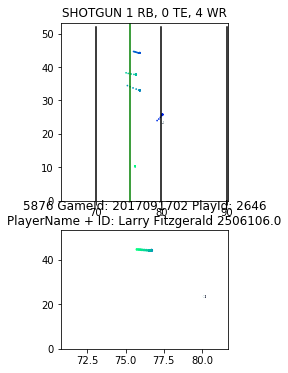 SHOTGUN 1 RB, 0 TE, 4 WR
50
40
30
20
10
0
70 80 90
5876 GameId: 2017091702 PlayId: 2646
PlayerName + ID: Larry Fitzgerald 2506106.0
40
20
0
72.5 75.0 77.5 80.0